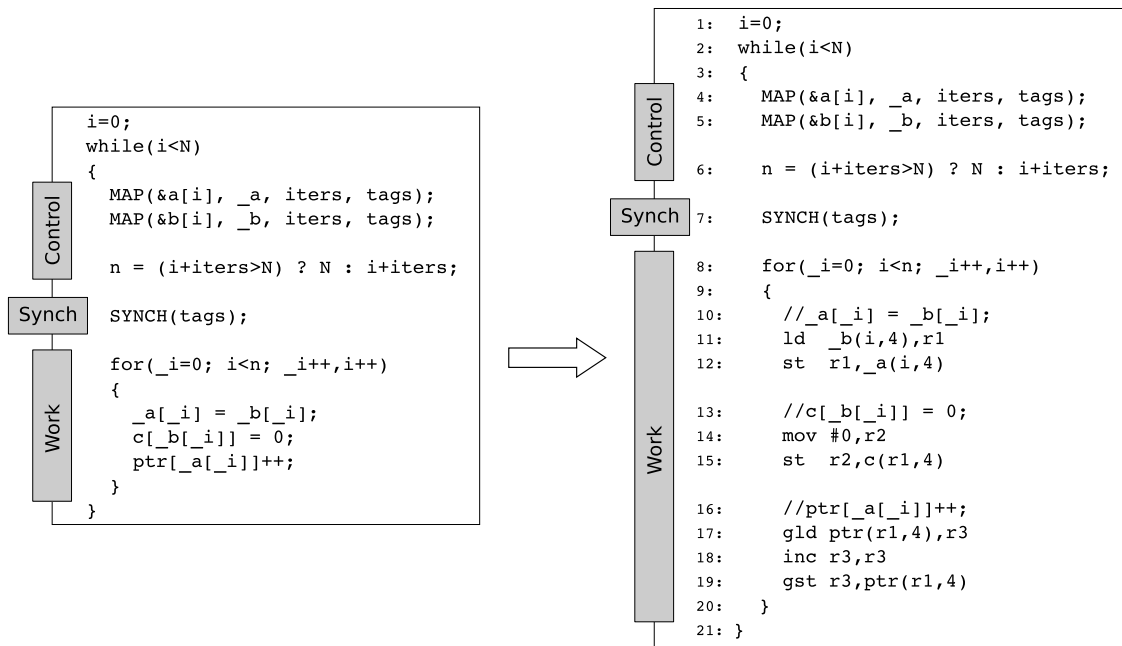 i=0;
while(i<N)
{
MAP(&a[i], _a, iters, tags);
MAP(&b[i], _b, iters, tags);
n = (i+iters>N) ? N : i+iters;
SYNCH(tags);
for(_i=0; i<n; _i++,i++)
{
_a[_i] = _b[_i];
c[_b[_i]] = 0;
ptr[_a[_i]]++;
}
}
Control
Synch
Work
1: i=0;
2: while(i<N)
3: {
4: MAP(&a[i], _a, iters, tags);
5: MAP(&b[i], _b, iters, tags);
6: n = (i+iters>N) ? N : i+iters;
7: SYNCH(tags);
8: for(_i=0; i<n; _i++,i++)
9: {
10: //_a[_i] = _b[_i];
11: ld _b(i,4),r1
12: st r1,_a(i,4)
13: //c[_b[_i]] = 0;
14: mov #0,r2
15: st r2,c(r1,4)
16: //ptr[_a[_i]]++;
17: gld ptr(r1,4),r3
18: inc r3,r3
19: gst r3,ptr(r1,4)
20: }
21: }
Control
Synch
Work